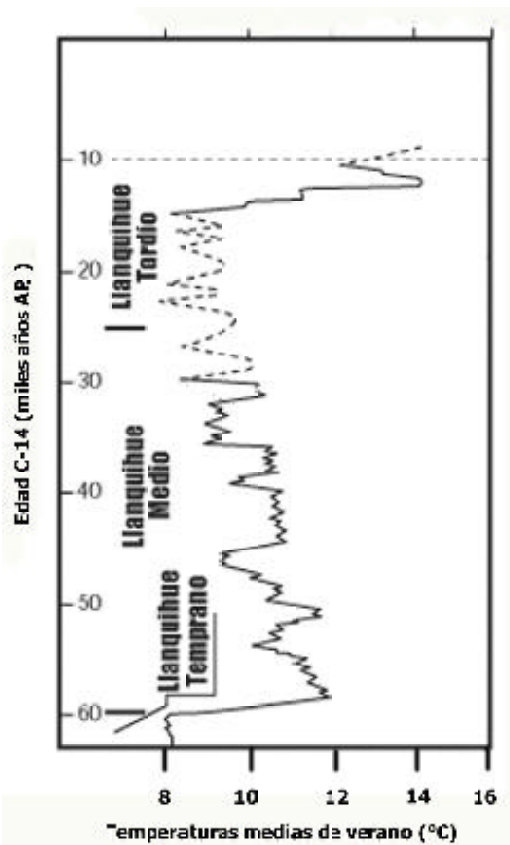 10
20
30
40
50
60
Llanquihue
Tardío
Llanquihue
Medio
Llanquihue
Temprano
Edad C-14 (miles años AP.)
8 10 12 14 16
Temperaturas medias de verano (ºC)